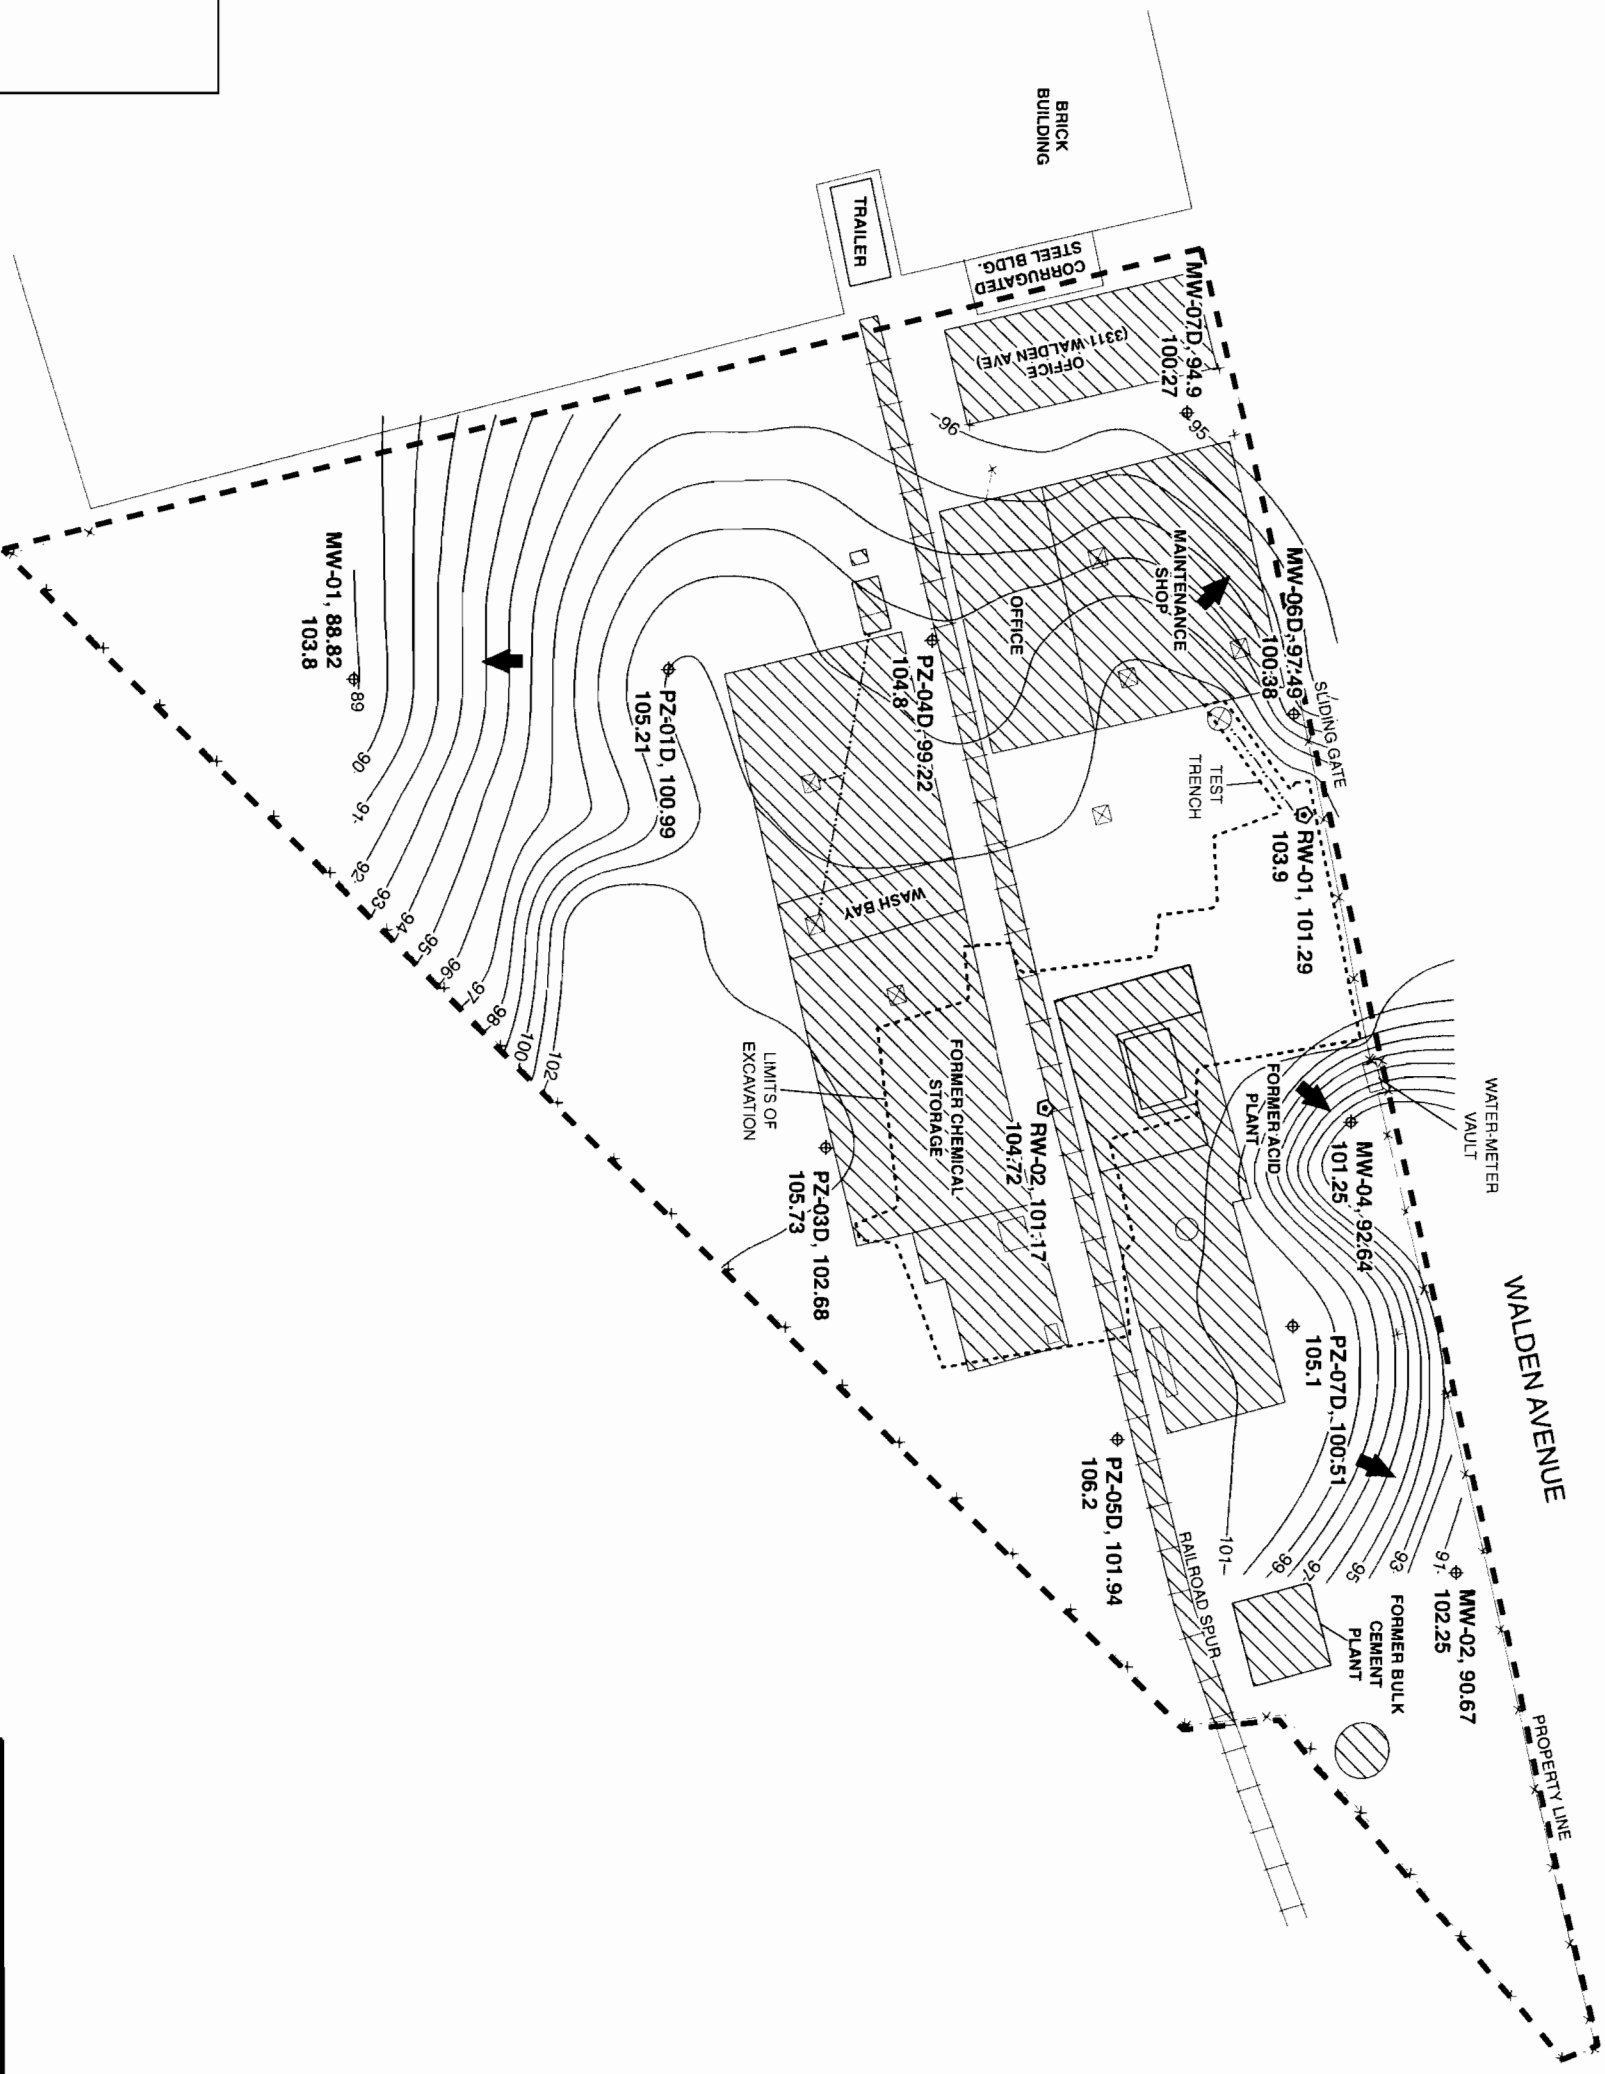 BRICK
BUILDING
TRAILER
CORRUGATED
STEEL BLDG.
OFFICE
(3311 WALDEN AVE)
MW-07D, 94.9
100.27
95
96
MAINTENANCE
SHOP
OFFICE
MW-06D, 97.49
100.38
SLIDING GATE
TEST
TRENCH
RW-01, 101.29
103.9
PZ-04D, 99.22
104.8
PZ-01D, 100.99
105.21
MW-01, 88.82
103.8
89
90
91
92
93
94
95
96
97
98
100
102
WASH BAY
FORMER CHEMICAL
STORAGE
LIMITS OF
EXCAVATION
RW-02, 101.17
104.72
PZ-03D, 102.68
105.73
FORMER ACID
PLANT
WATER-METER
VAULT
MW-04, 92.64
101.25
WALDEN AVENUE
PZ-07D, 100.51
105.1
PZ-05D, 101.94
106.2
RAILROAD SPUR
101
99
97
95
93
91
MW-02, 90.67
102.25
FORMER BULK
CEMENT
PLANT
PROPERTY LINE